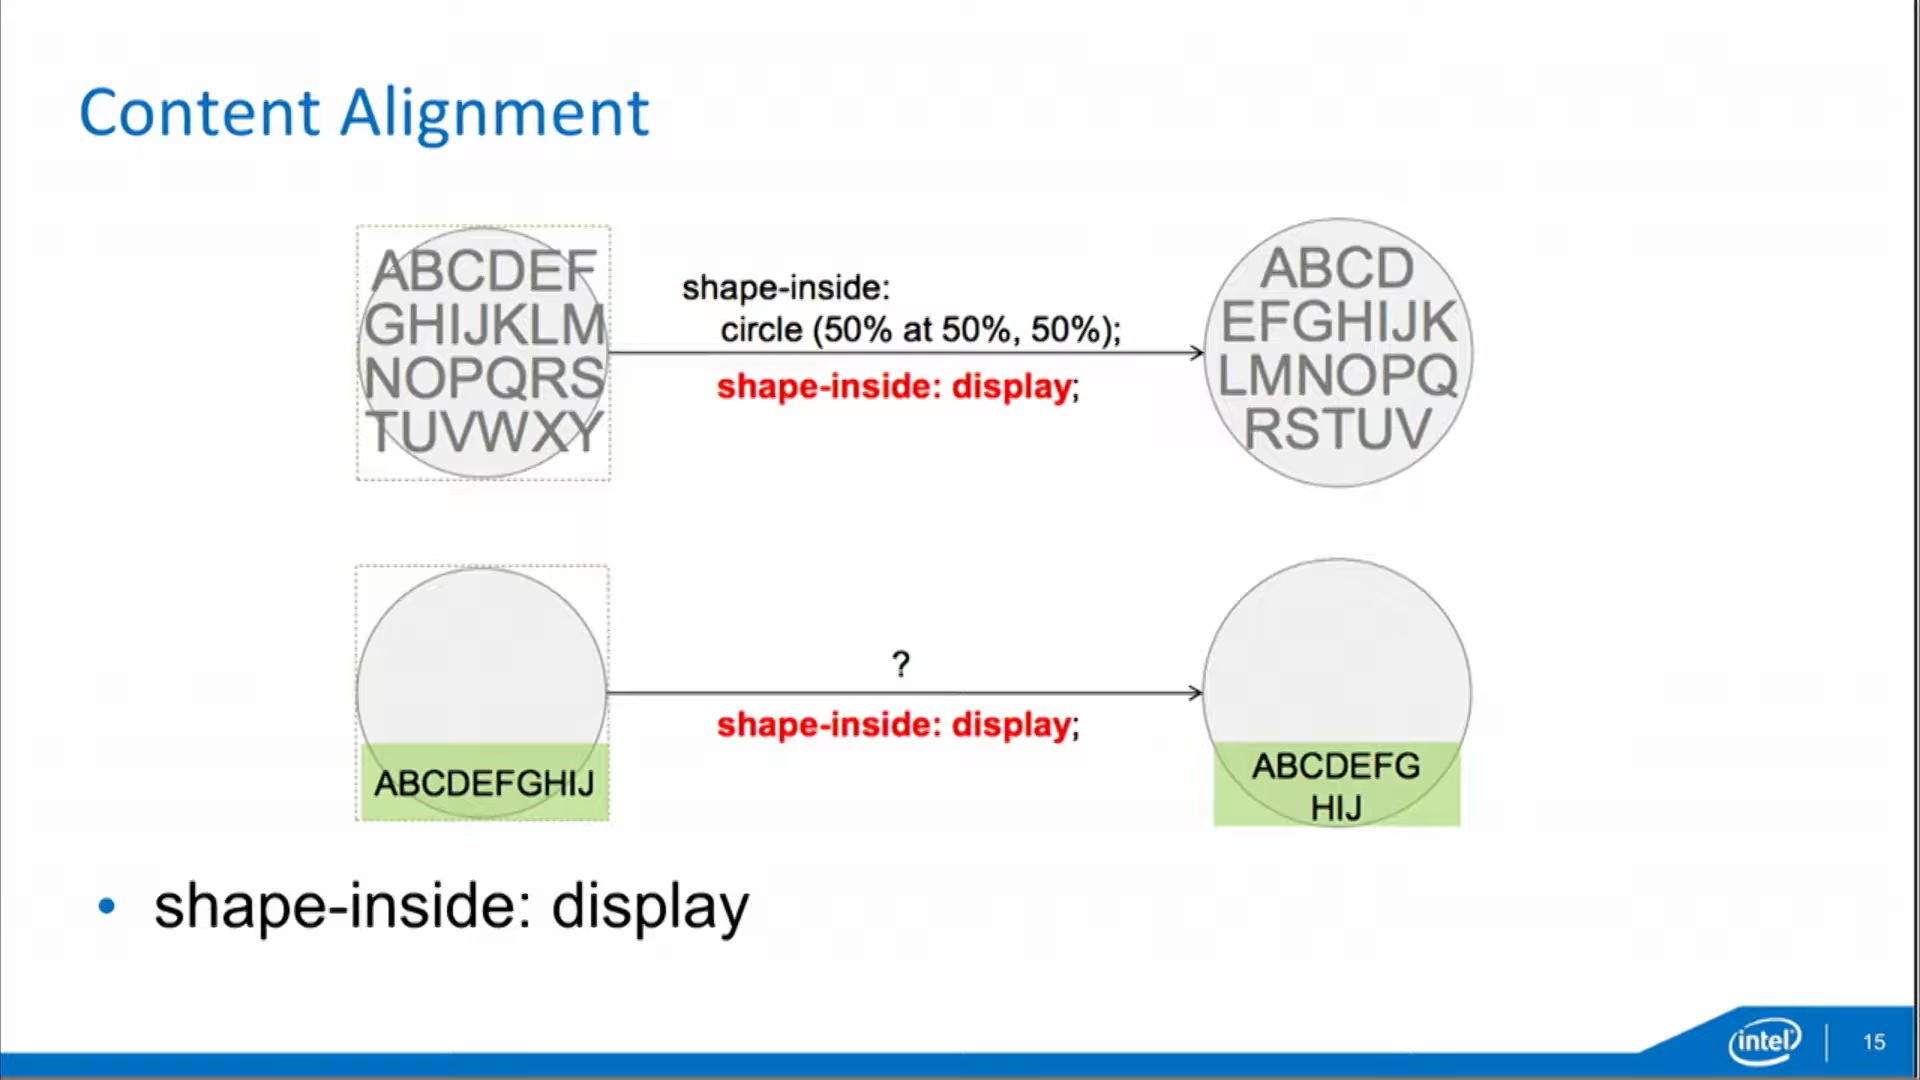 Content Alignment
ABCDEF
GHIJKLM
NOPQRS
TUVWXY
shape-inside:
circle (50% at 50%, 50%);
shape-inside: display;
ABCD
EFGHIJK
LMNOPQ
RSTUV
ABCDEFGHIJ
?
shape-inside: display;
ABCDEFG
HIJ
• shape-inside: display
intel
15